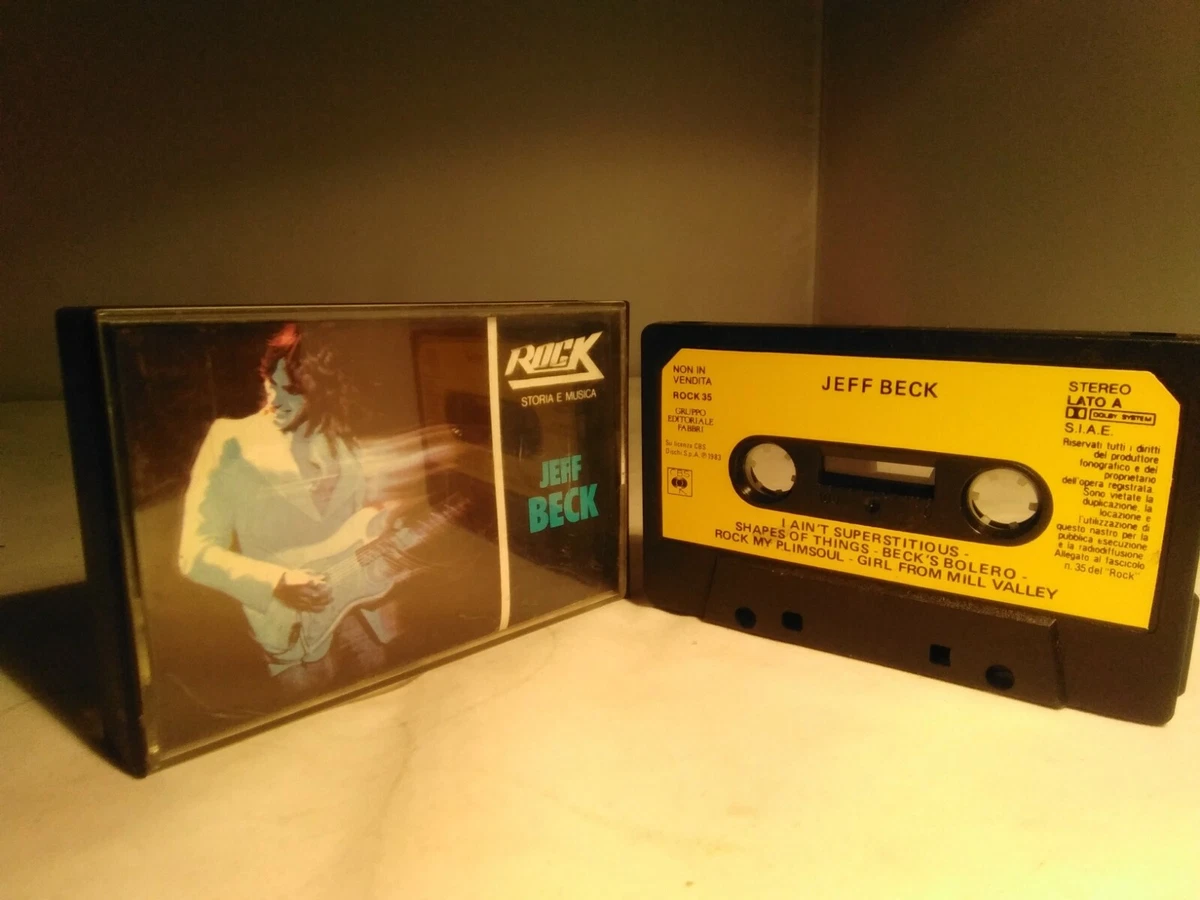 ROCK
STORIA E MUSICA
JEFF
BECK
NON IN
VENDITA
ROCK 35
GRUPPO
EDITORIALE
FABBRI
Su licenza CBS
Dischi S.p.A. ℗ 1983
CBS
JEFF BECK
STEREO
LATO A
DOLBY SYSTEM
S.I.A.E.
Riservati tutti i diritti
del produttore
fonografico e del
proprietario
dell'opera registrata.
Sono vietate la
duplicazione, la
locazione e
l'utilizzazione di
questo nastro per la
pubblica esecuzione
e la radiodiffusione
Allegato al fascicolo
n. 35 del "Rock"
I AIN'T SUPERSTITIOUS -
SHAPES OF THINGS - BECK'S BOLERO -
ROCK MY PLIMSOUL - GIRL FROM MILL VALLEY